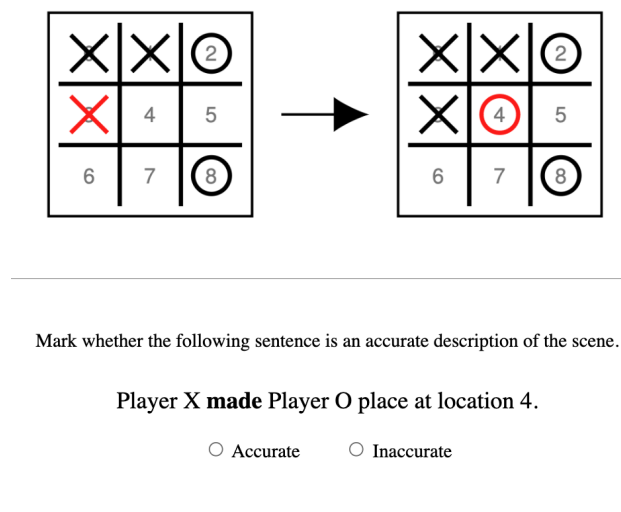 2 2
4 5 4 5
6 7 8 6 7 8
Mark whether the following sentence is an accurate description of the scene.
Player X made Player O place at location 4.
Accurate Inaccurate